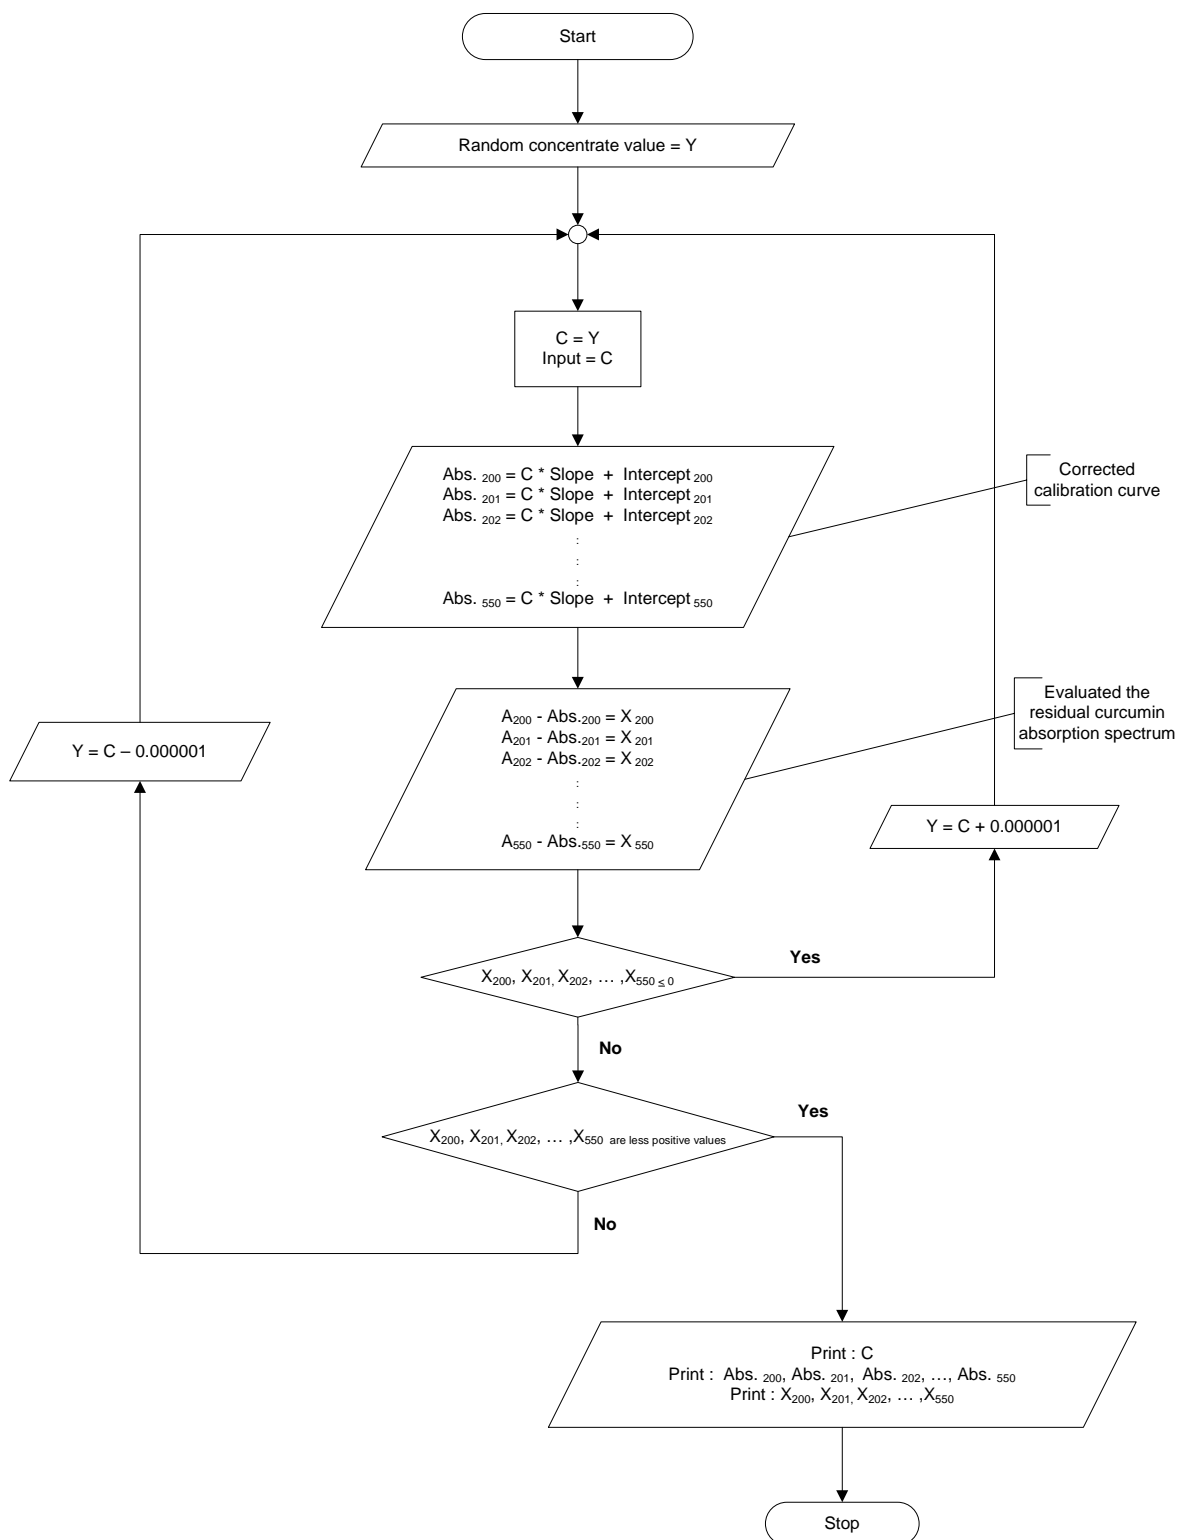 Start
Random concentrate value = Y
C = Y
Input = C
Abs. 200 = C * Slope + Intercept 200
Abs. 201 = C * Slope + Intercept 201
Abs. 202 = C * Slope + Intercept 202
:
:
:
Abs. 550 = C * Slope + Intercept 550
Corrected
calibration curve
A200 - Abs.200 = X 200
A201 - Abs.201 = X 201
A202 - Abs.202 = X 202
:
:
:
A550 - Abs.550 = X 550
Evaluated the
residual curcumin
absorption spectrum
Y = C – 0.000001
Y = C + 0.000001
X200, X201, X202, … ,X550 ≤ 0
Yes
No
X200, X201, X202, … ,X550 are less positive values
Yes
No
Print : C
Print : Abs. 200, Abs. 201, Abs. 202, …, Abs. 550
Print : X200, X201, X202, … ,X550
Stop